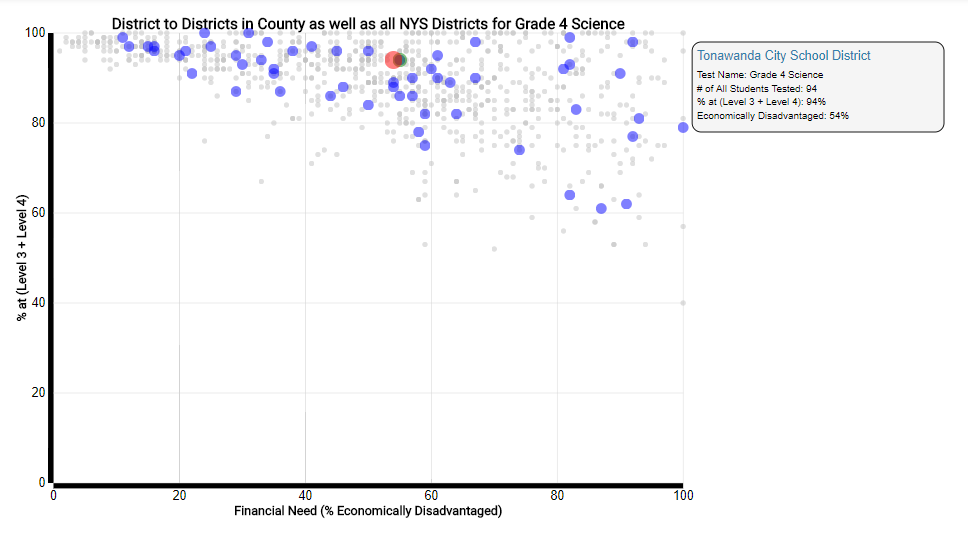 District to Districts in County as well as all NYS Districts for Grade 4 Science
100
80
60
40
20
0
% at (Level 3 + Level 4)
0 20 40 60 80 100
Financial Need (% Economically Disadvantaged)
Tonawanda City School District
Test Name: Grade 4 Science
# of All Students Tested: 94
% at (Level 3 + Level 4): 94%
Economically Disadvantaged: 54%